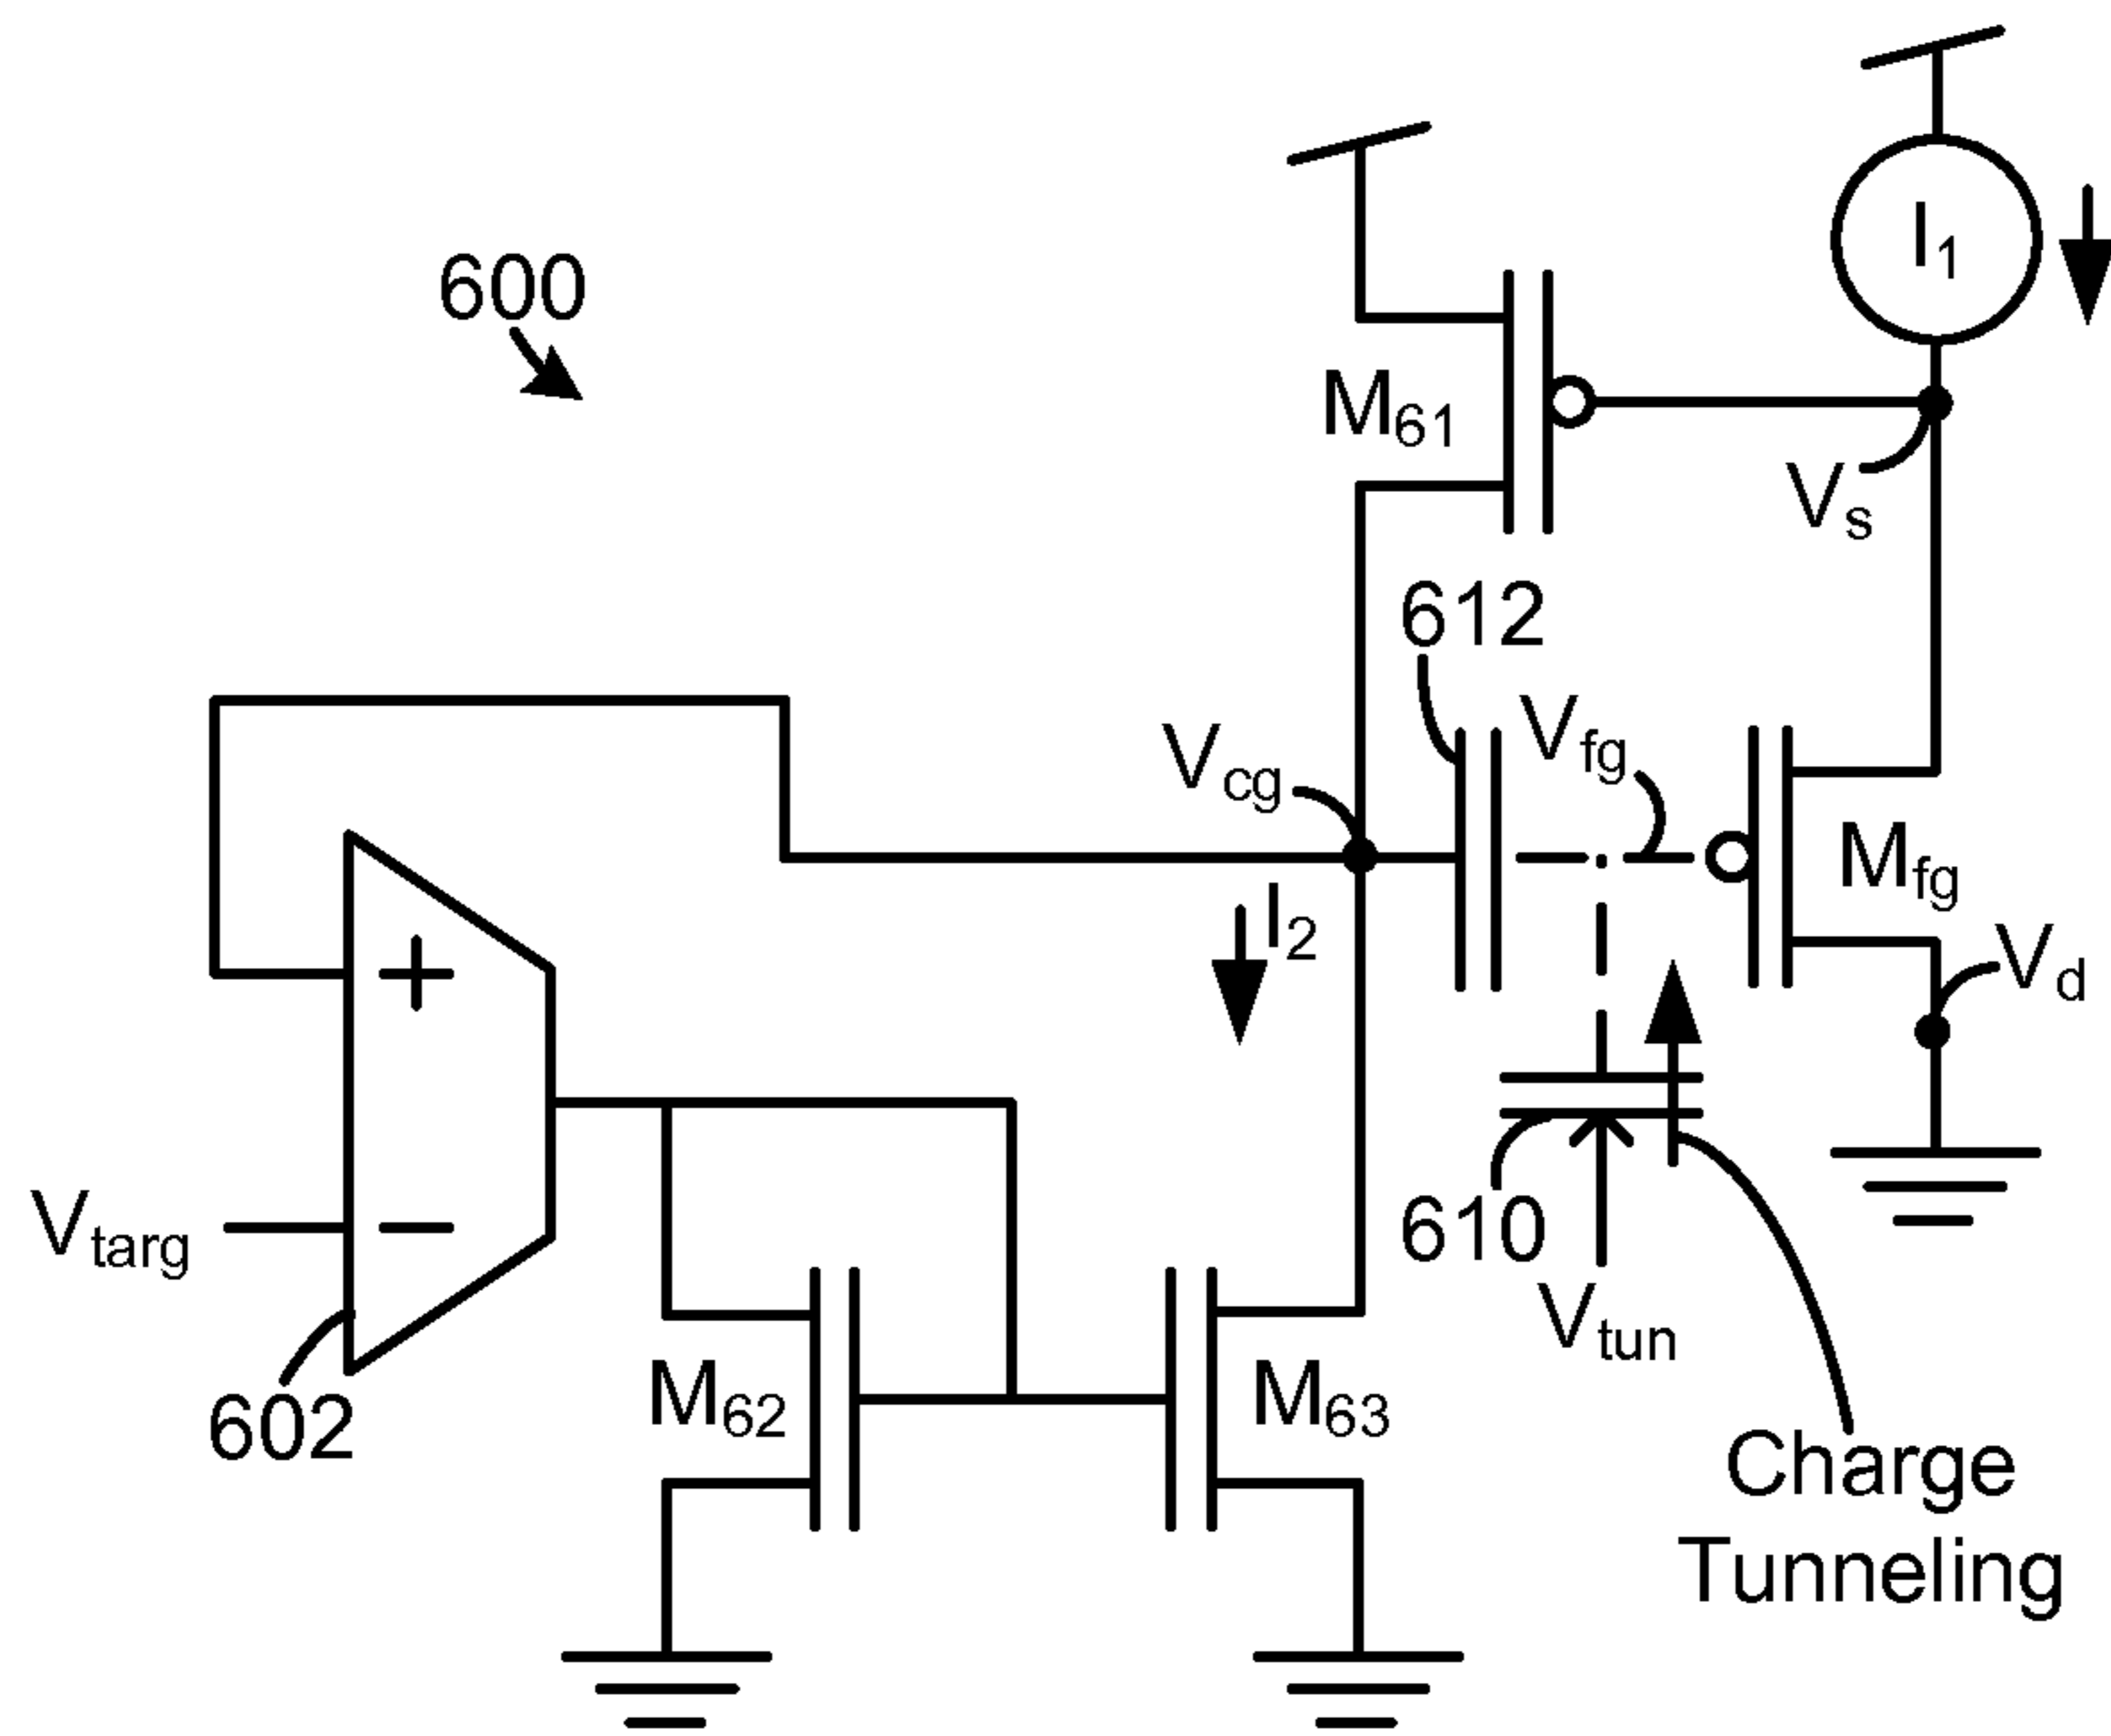 600
I1
M61
Vs
612
Vfg
Vcg
Mfg
I2
Vd
+
−
Vtarg
610
Vtun
602
M62
M63
Charge
Tunneling